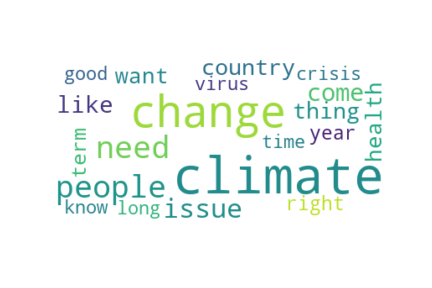 good want country crisis
virus
like change thing come
term need time year health
people climate
know long issue right